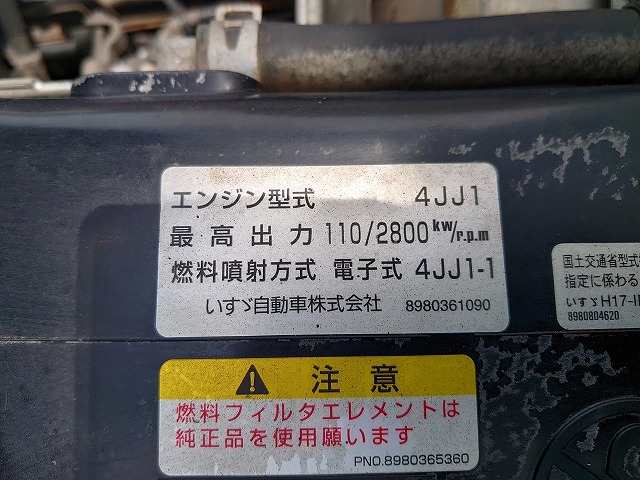 エンジン型式 4JJ1
最高出力 110/2800 kw/r.p.m
燃料噴射方式 電子式 4JJ1-1
いすゞ自動車株式会社 8980361090
国土交通省型式
指定に係わる
いすゞH17-
8980804620
注意
燃料フィルタエレメントは
純正品を使用願います
PNO.8980365360